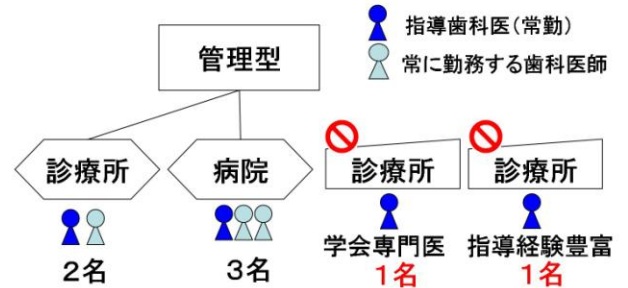 指導歯科医(常勤)
常に勤務する歯科医師
管理型
診療所
病院
診療所
診療所
2名
3名
学会専門医
1名
指導経験豊富
1名